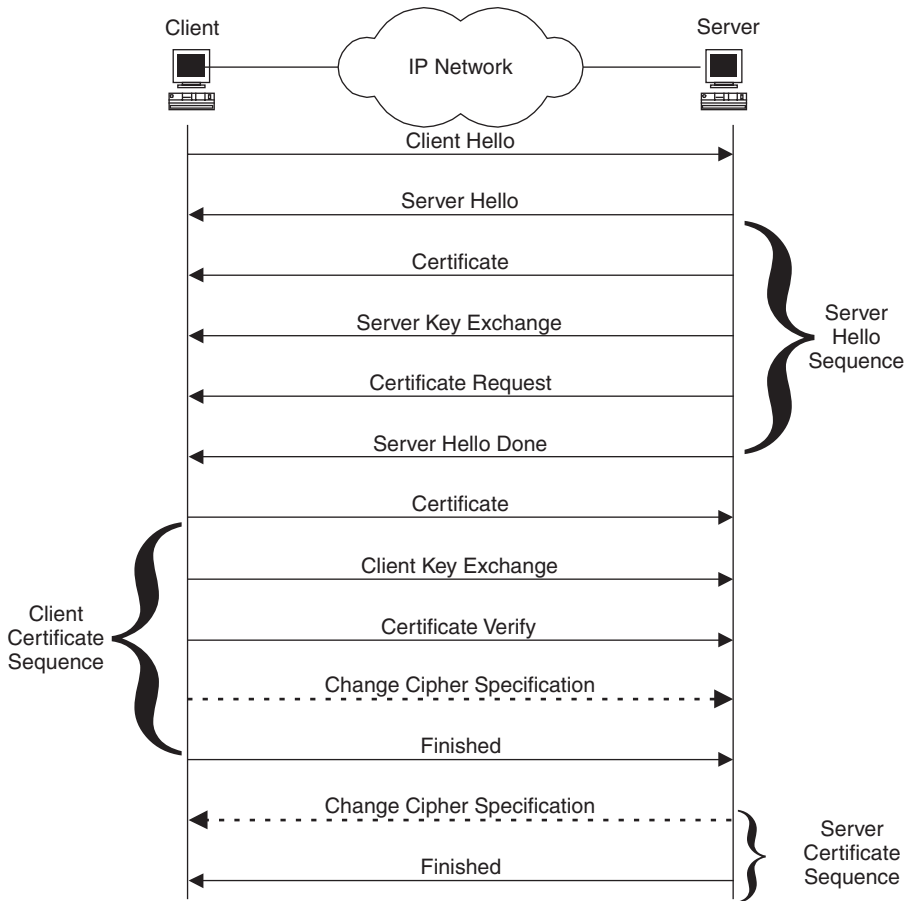 Client
Server
IP Network
Client Hello
Server Hello
Certificate
Server Key Exchange
Certificate Request
Server Hello Done
Server
Hello
Sequence
Certificate
Client Key Exchange
Certificate Verify
Change Cipher Specification
Finished
Client
Certificate
Sequence
Change Cipher Specification
Finished
Server
Certificate
Sequence